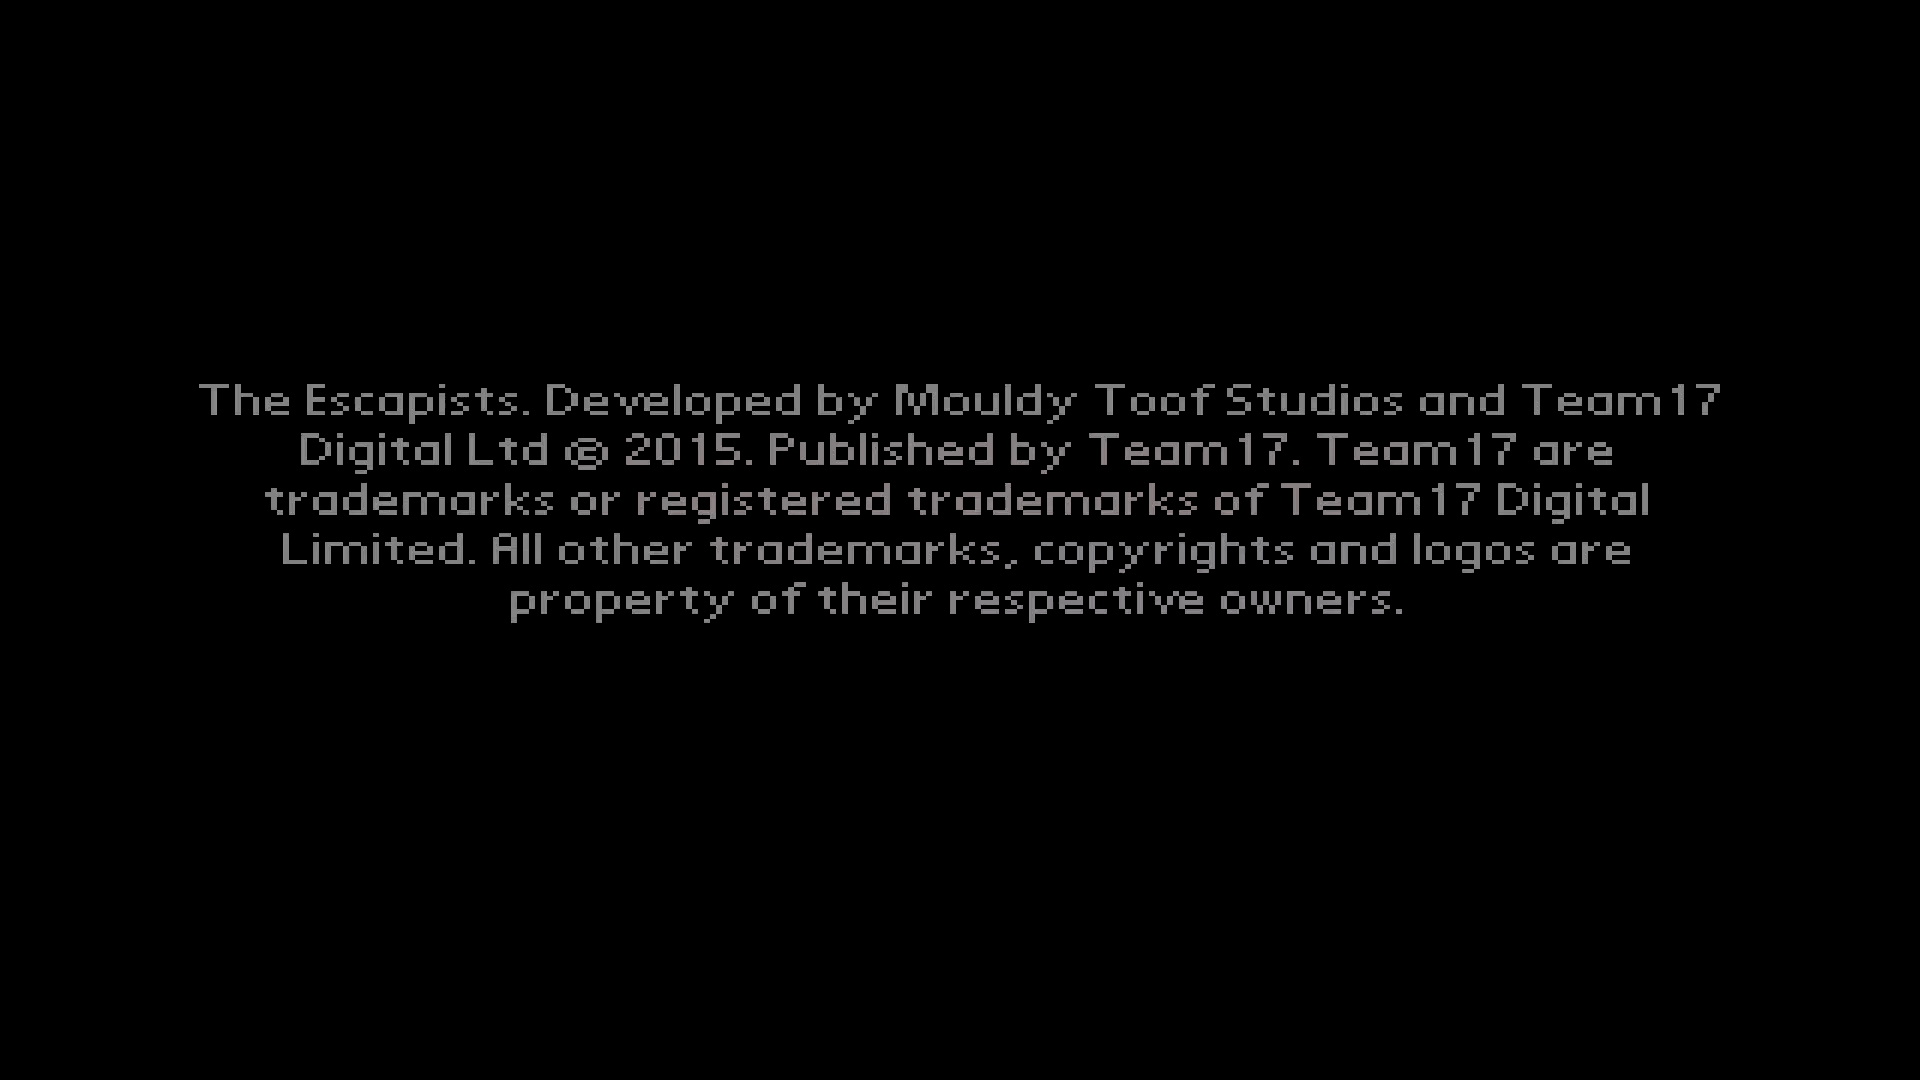 The Escapists. Developed by Mouldy Toof Studios and Team17
Digital Ltd © 2015. Published by Team17. Team17 are
trademarks or registered trademarks of Team17 Digital
Limited. All other trademarks, copyrights and logos are
property of their respective owners.